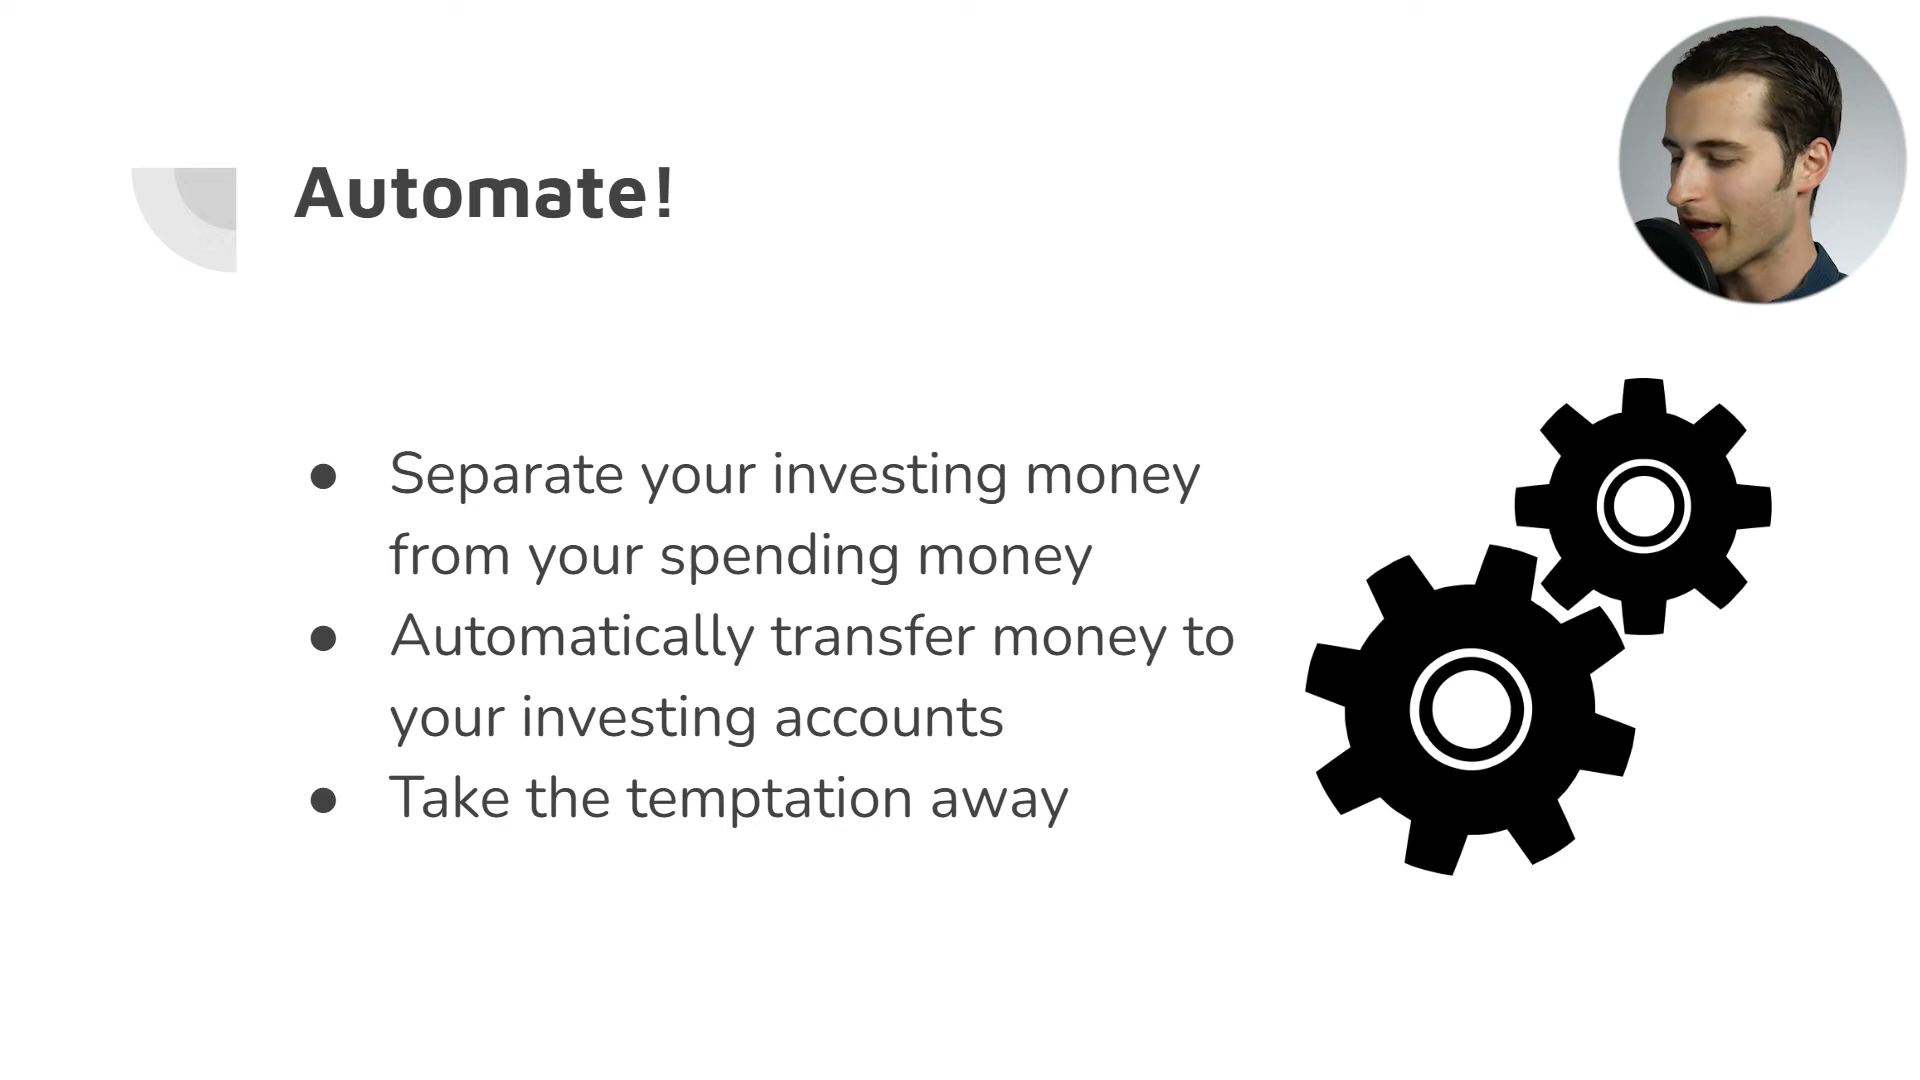 Automate!
● Separate your investing money
from your spending money
● Automatically transfer money to
your investing accounts
● Take the temptation away